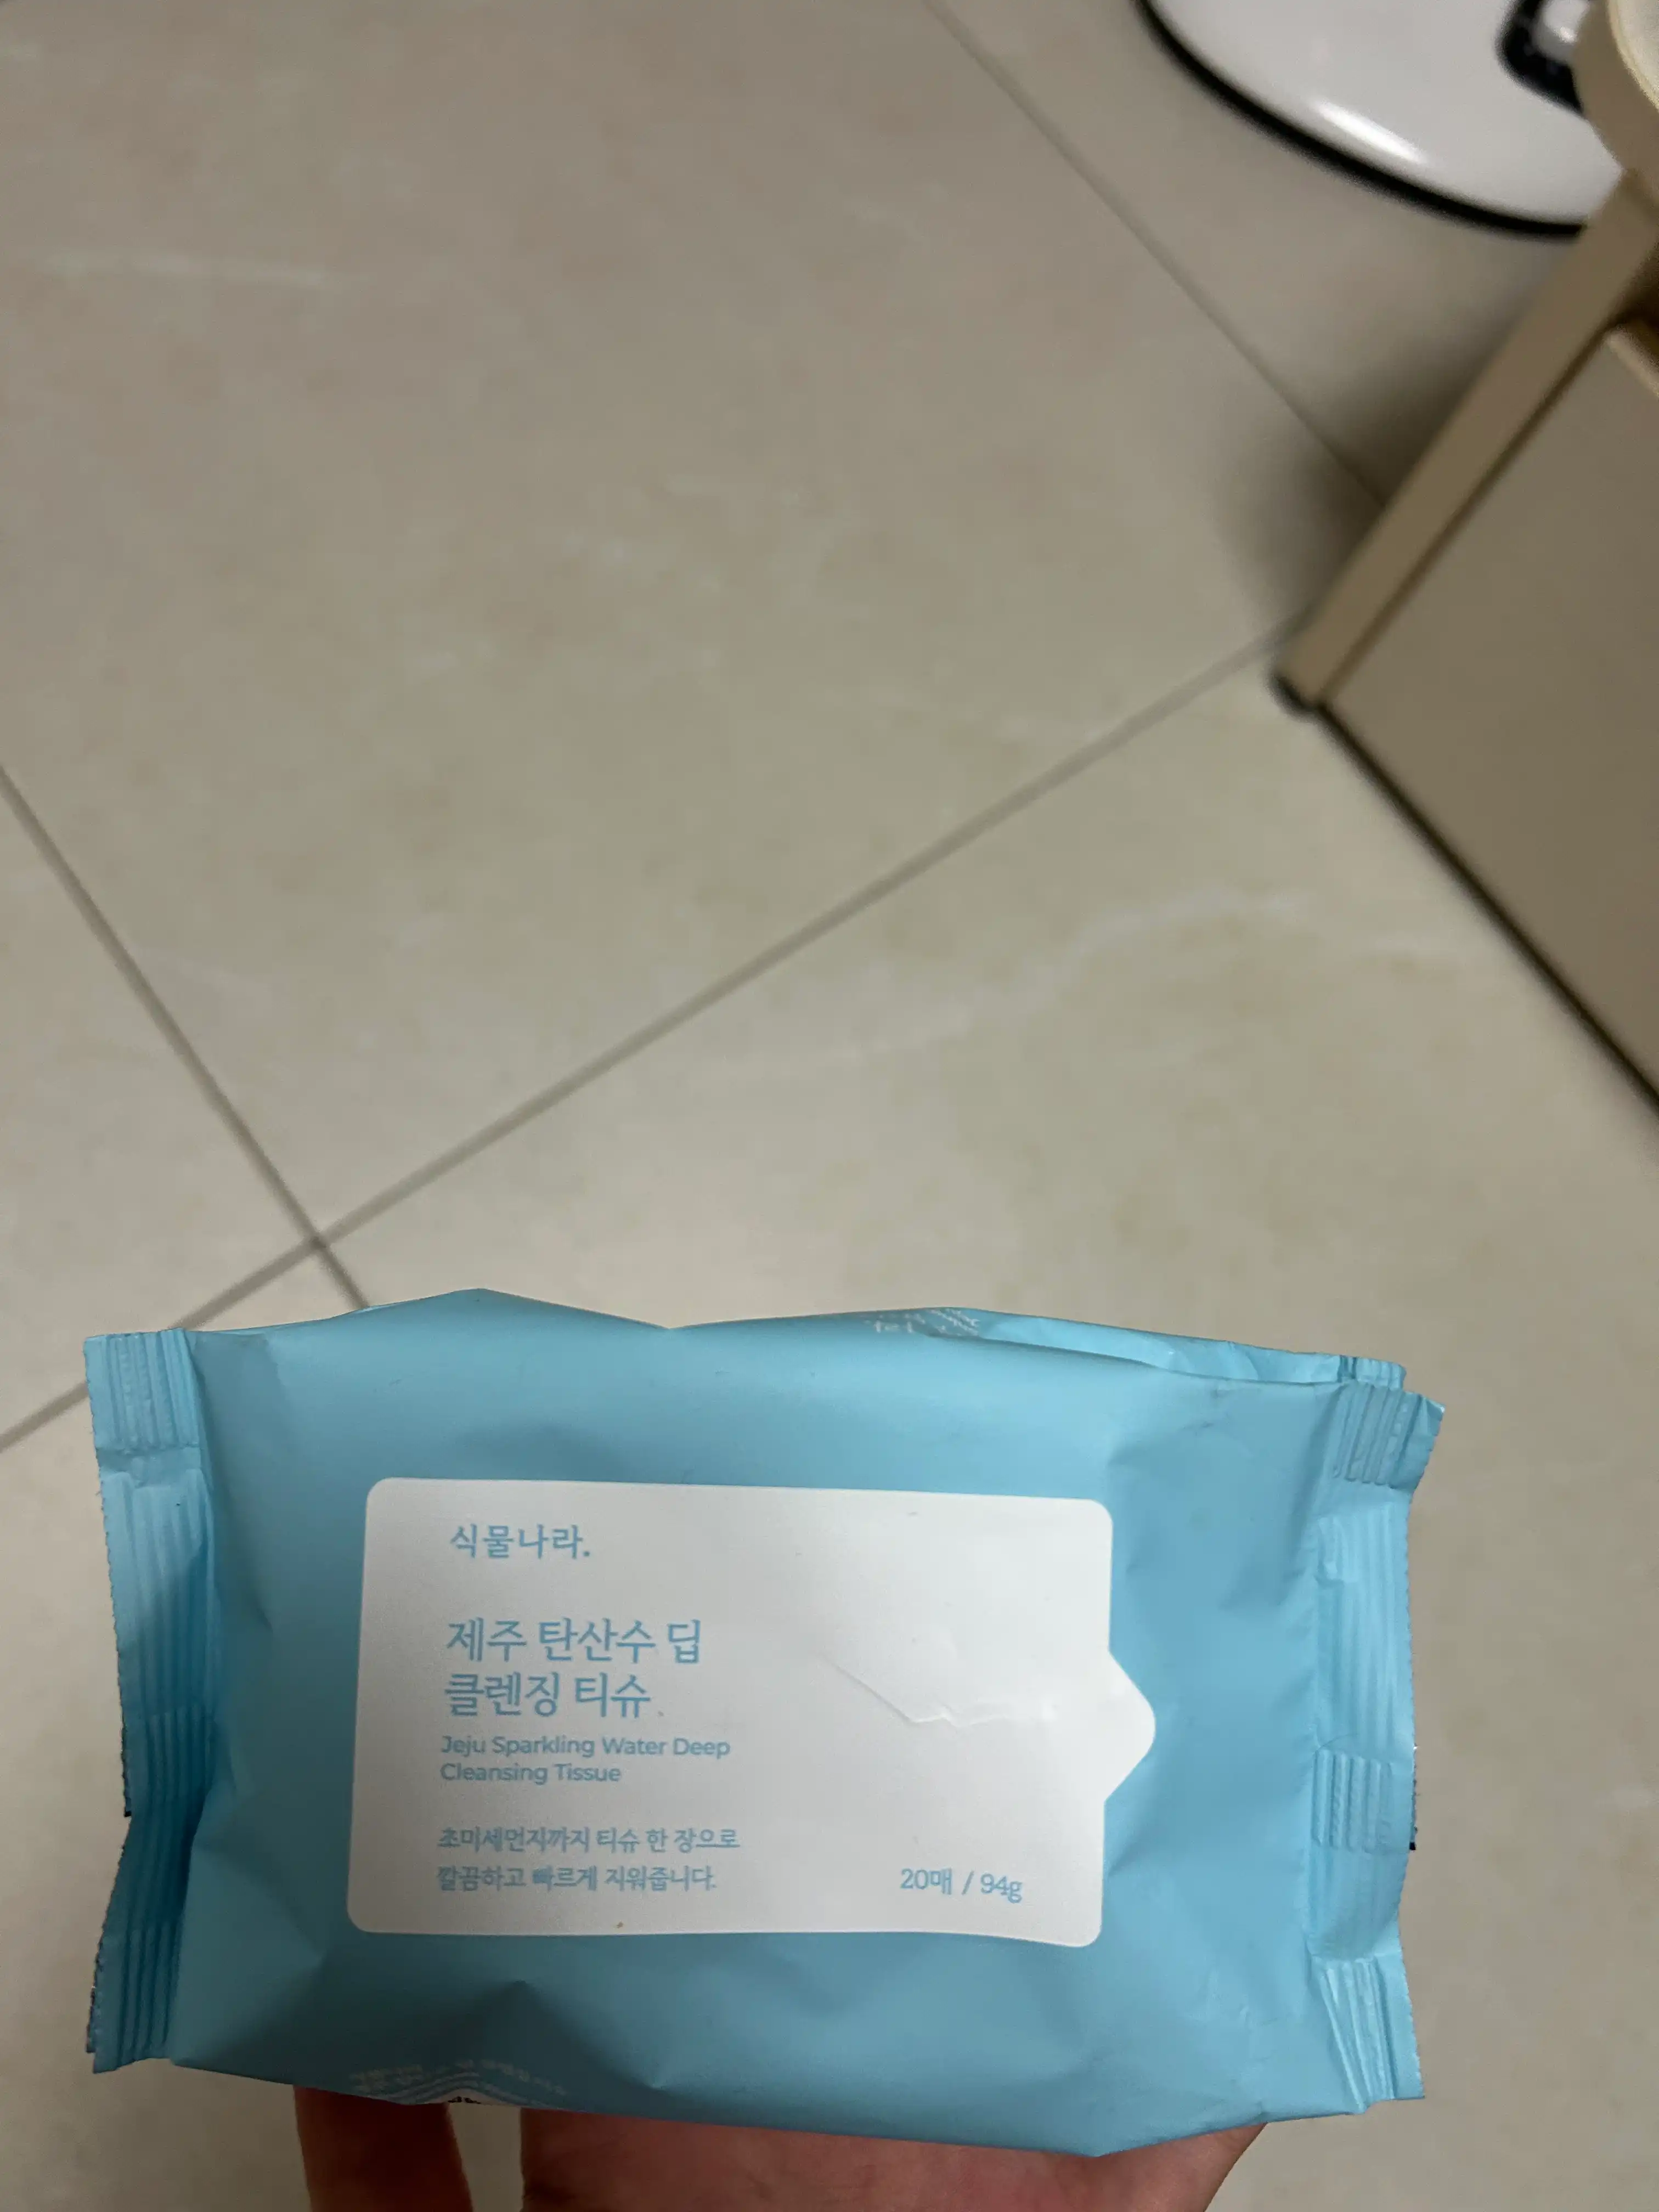 식물나라.
제주 탄산수 딥
클렌징 티슈
Jeju Sparkling Water Deep
Cleansing Tissue
초미세먼지까지 티슈 한 장으로
깔끔하고 빠르게 지워줍니다.
20매 / 94g